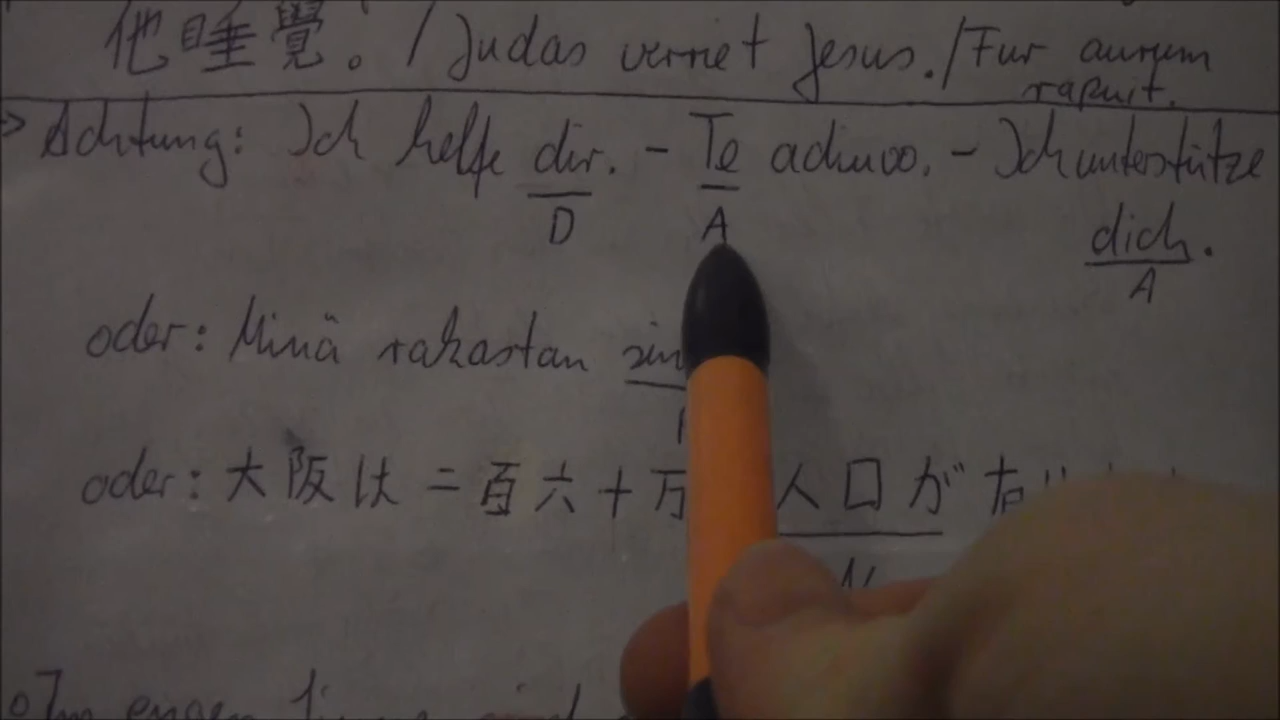 他睡覺。/ Judas verriet Jesus. / Fur aurum
rapuit.
→ Achtung: Ich helfe dir. - Te adiuvo. - Ich unterstütze
D A dich.
A
oder: Minä rakastan
oder: 大阪は二百六十万 人口が
N